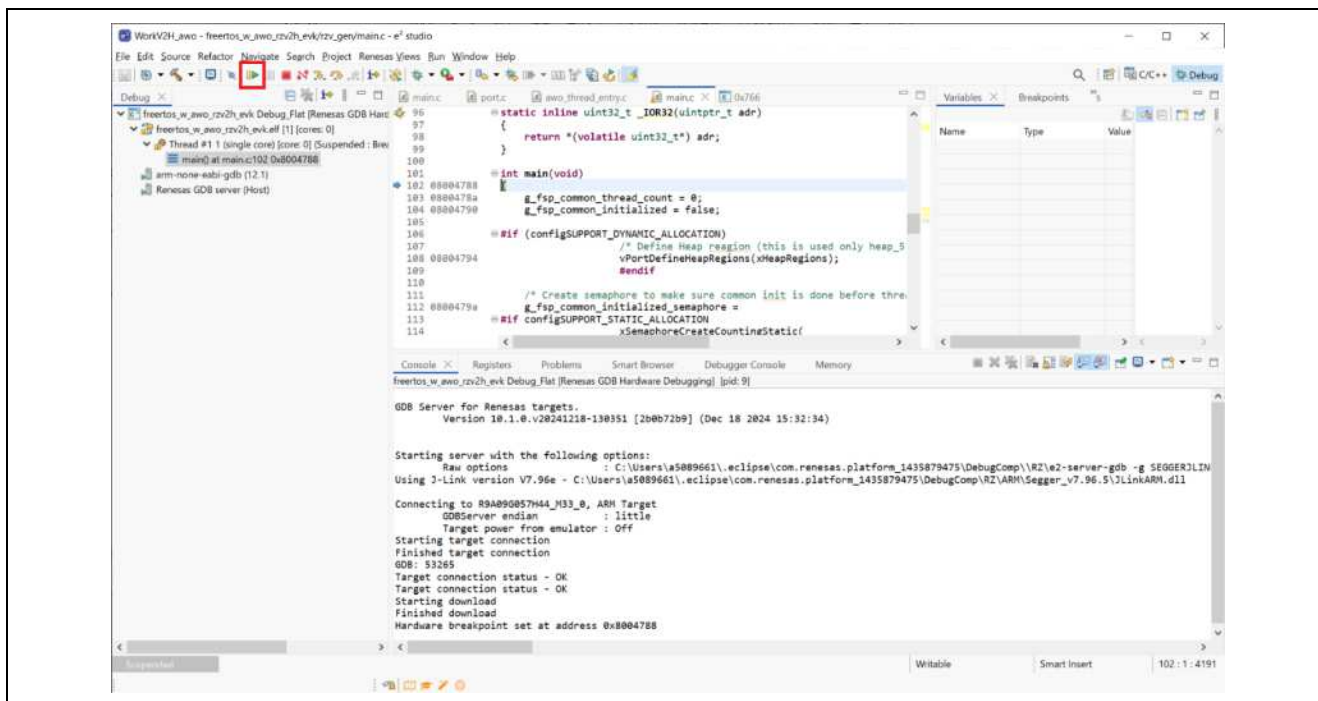 WorkV2H_awo - freertos_w_awo_rzv2h_evk/rzv_gen/main.c - e² studio
File Edit Source Refactor Navigate Search Project Renesas Views Run Window Help
C/C++ Debug
Debug
freertos_w_awo_rzv2h_evk Debug_Flat [Renesas GDB Hard
freertos_w_awo_rzv2h_evk.elf [1] [cores: 0]
Thread #1 1 (single core) [core: 0] (Suspended : Brea
main() at main.c:102 0x8004788
arm-none-eabi-gdb (12.1)
Renesas GDB server (Host)
main.c port.c awo_thread_entry.c main.c 0x766
96 static inline uint32_t _IOR32(uintptr_t adr)
97 {
98 return *(volatile uint32_t*) adr;
99 }
100
101 int main(void)
102 08004788 {
103 0800478a g_fsp_common_thread_count = 0;
104 08004790 g_fsp_common_initialized = false;
105
106 #if (configSUPPORT_DYNAMIC_ALLOCATION)
107 /* Define Heap reagion (this is used only heap_5
108 08004794 vPortDefineHeapRegions(xHeapRegions);
109 #endif
110
111 /* Create semaphore to make sure common init is done before thre
112 0800479a g_fsp_common_initialized_semaphore =
113 #if configSUPPORT_STATIC_ALLOCATION
114 xSemaphoreCreateCountingStatic(
Variables Breakpoints
Name Type Value
Console Registers Problems Smart Browser Debugger Console Memory
freertos_w_awo_rzv2h_evk Debug_Flat [Renesas GDB Hardware Debugging] [pid: 9]
GDB Server for Renesas targets.
Version 10.1.0.v20241218-130351 [2b0b72b9] (Dec 18 2024 15:32:34)
Starting server with the following options:
Raw options : C:\Users\a5089661\.eclipse\com.renesas.platform_1435879475\DebugComp\\RZ\e2-server-gdb -g SEGGERJLIN
Using J-Link version V7.96e - C:\Users\a5089661\.eclipse\com.renesas.platform_1435879475\DebugComp\RZ\ARM\Segger_v7.96.5\JLinkARM.dll
Connecting to R9A09G057H44_M33_0, ARM Target
GDBServer endian : little
Target power from emulator : Off
Starting target connection
Finished target connection
GDB: 53265
Target connection status - OK
Target connection status - OK
Starting download
Finished download
Hardware breakpoint set at address 0x8004788
Suspended
Writable Smart Insert 102 : 1 : 4191